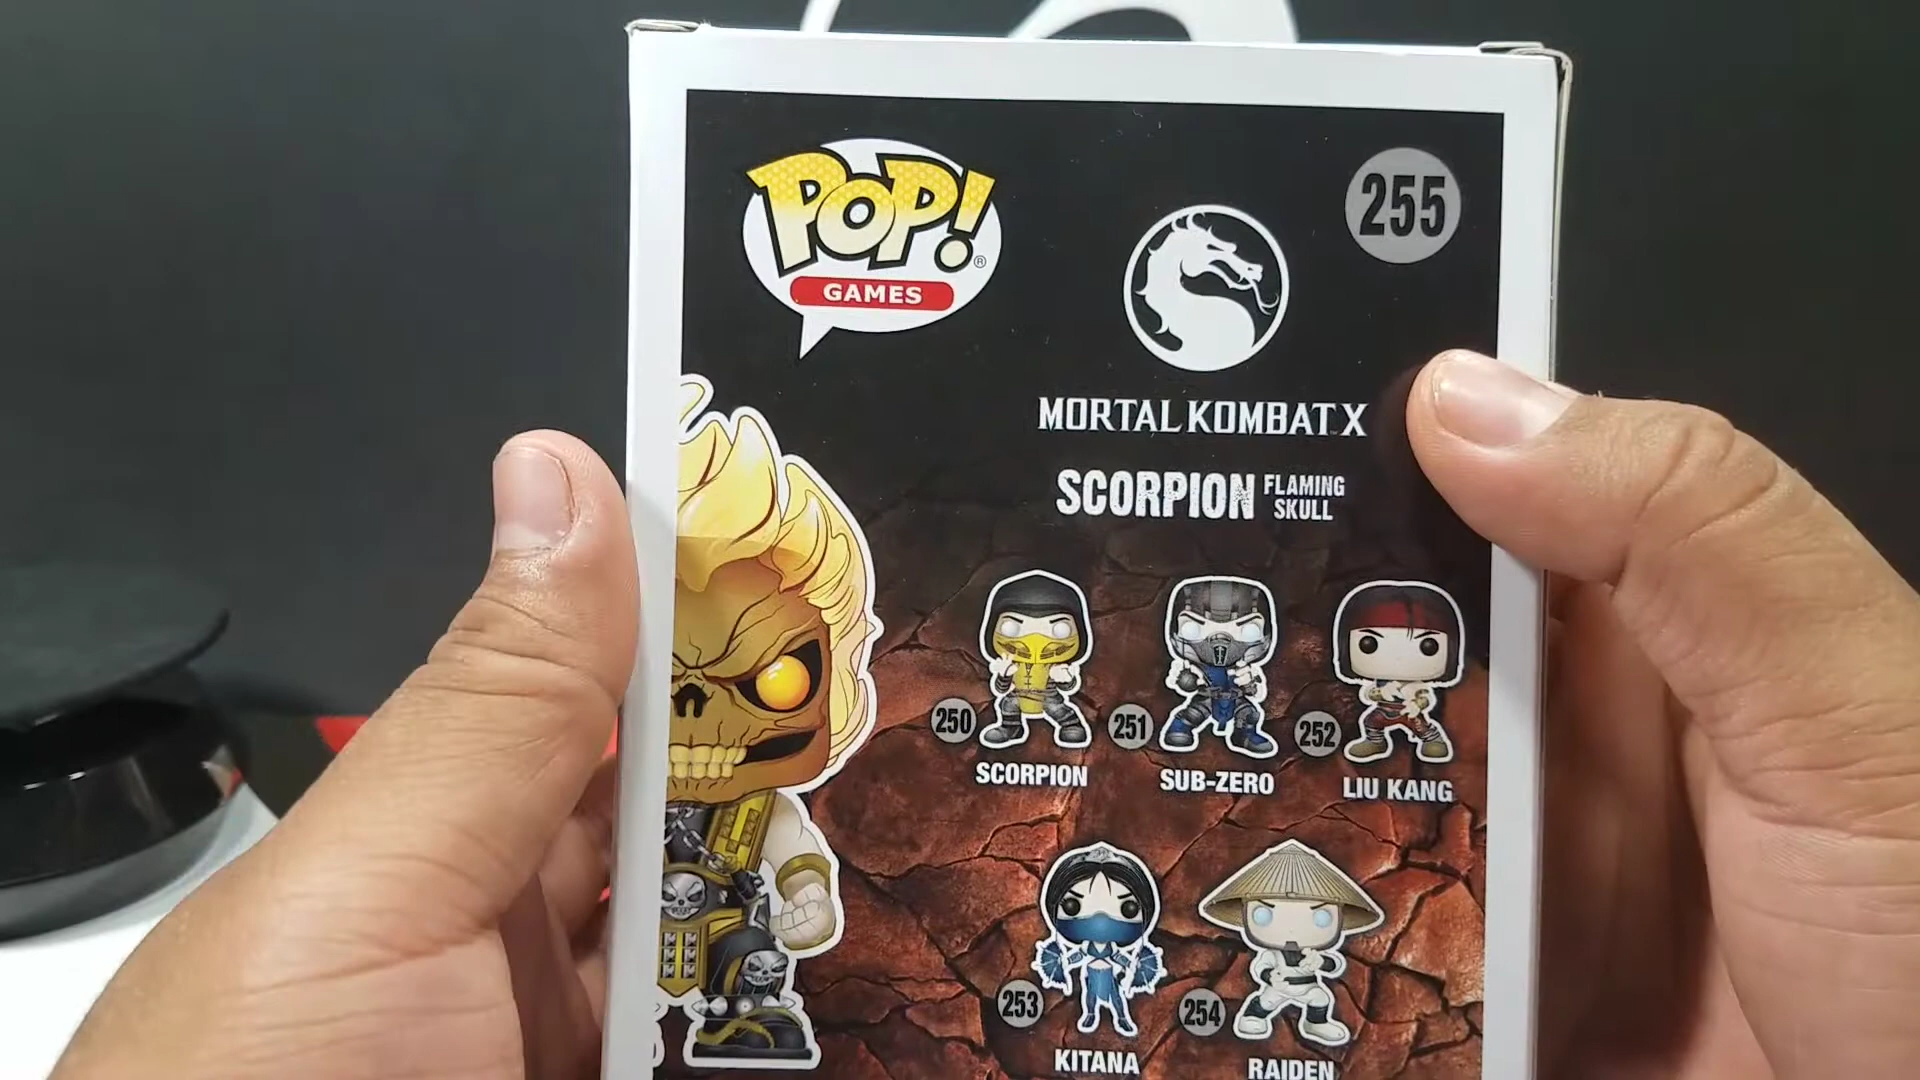 POP!®
GAMES
255
MORTAL KOMBAT X
SCORPION FLAMING
SKULL
250
251
252
SCORPION
SUB-ZERO
LIU KANG
253
254
KITANA
RAIDEN